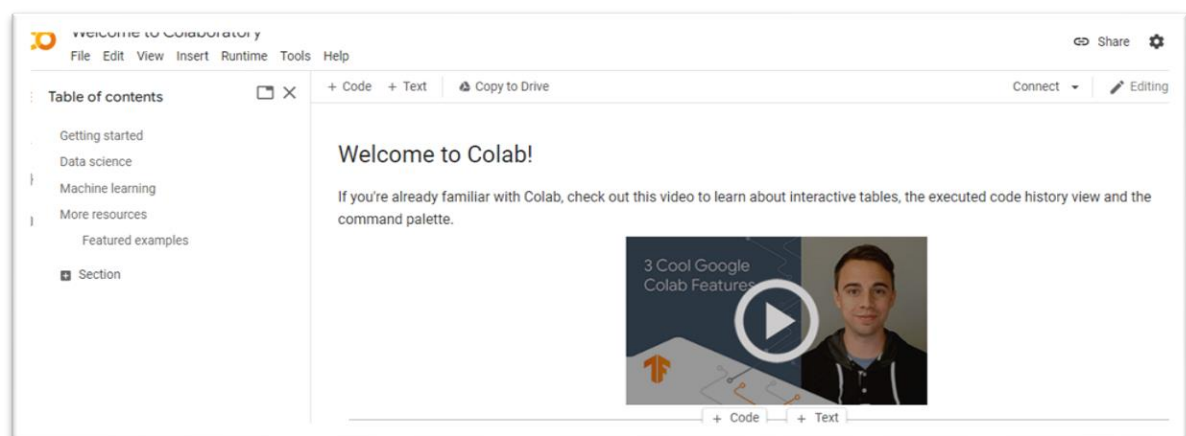 Welcome to Colaboratory
Share
File Edit View Insert Runtime Tools Help
Table of contents
+ Code + Text Copy to Drive
Connect Editing
Getting started
Data science
Machine learning
More resources
Featured examples
Section
Welcome to Colab!
If you're already familiar with Colab, check out this video to learn about interactive tables, the executed code history view and the
command palette.
3 Cool Google
Colab Features
+ Code + Text